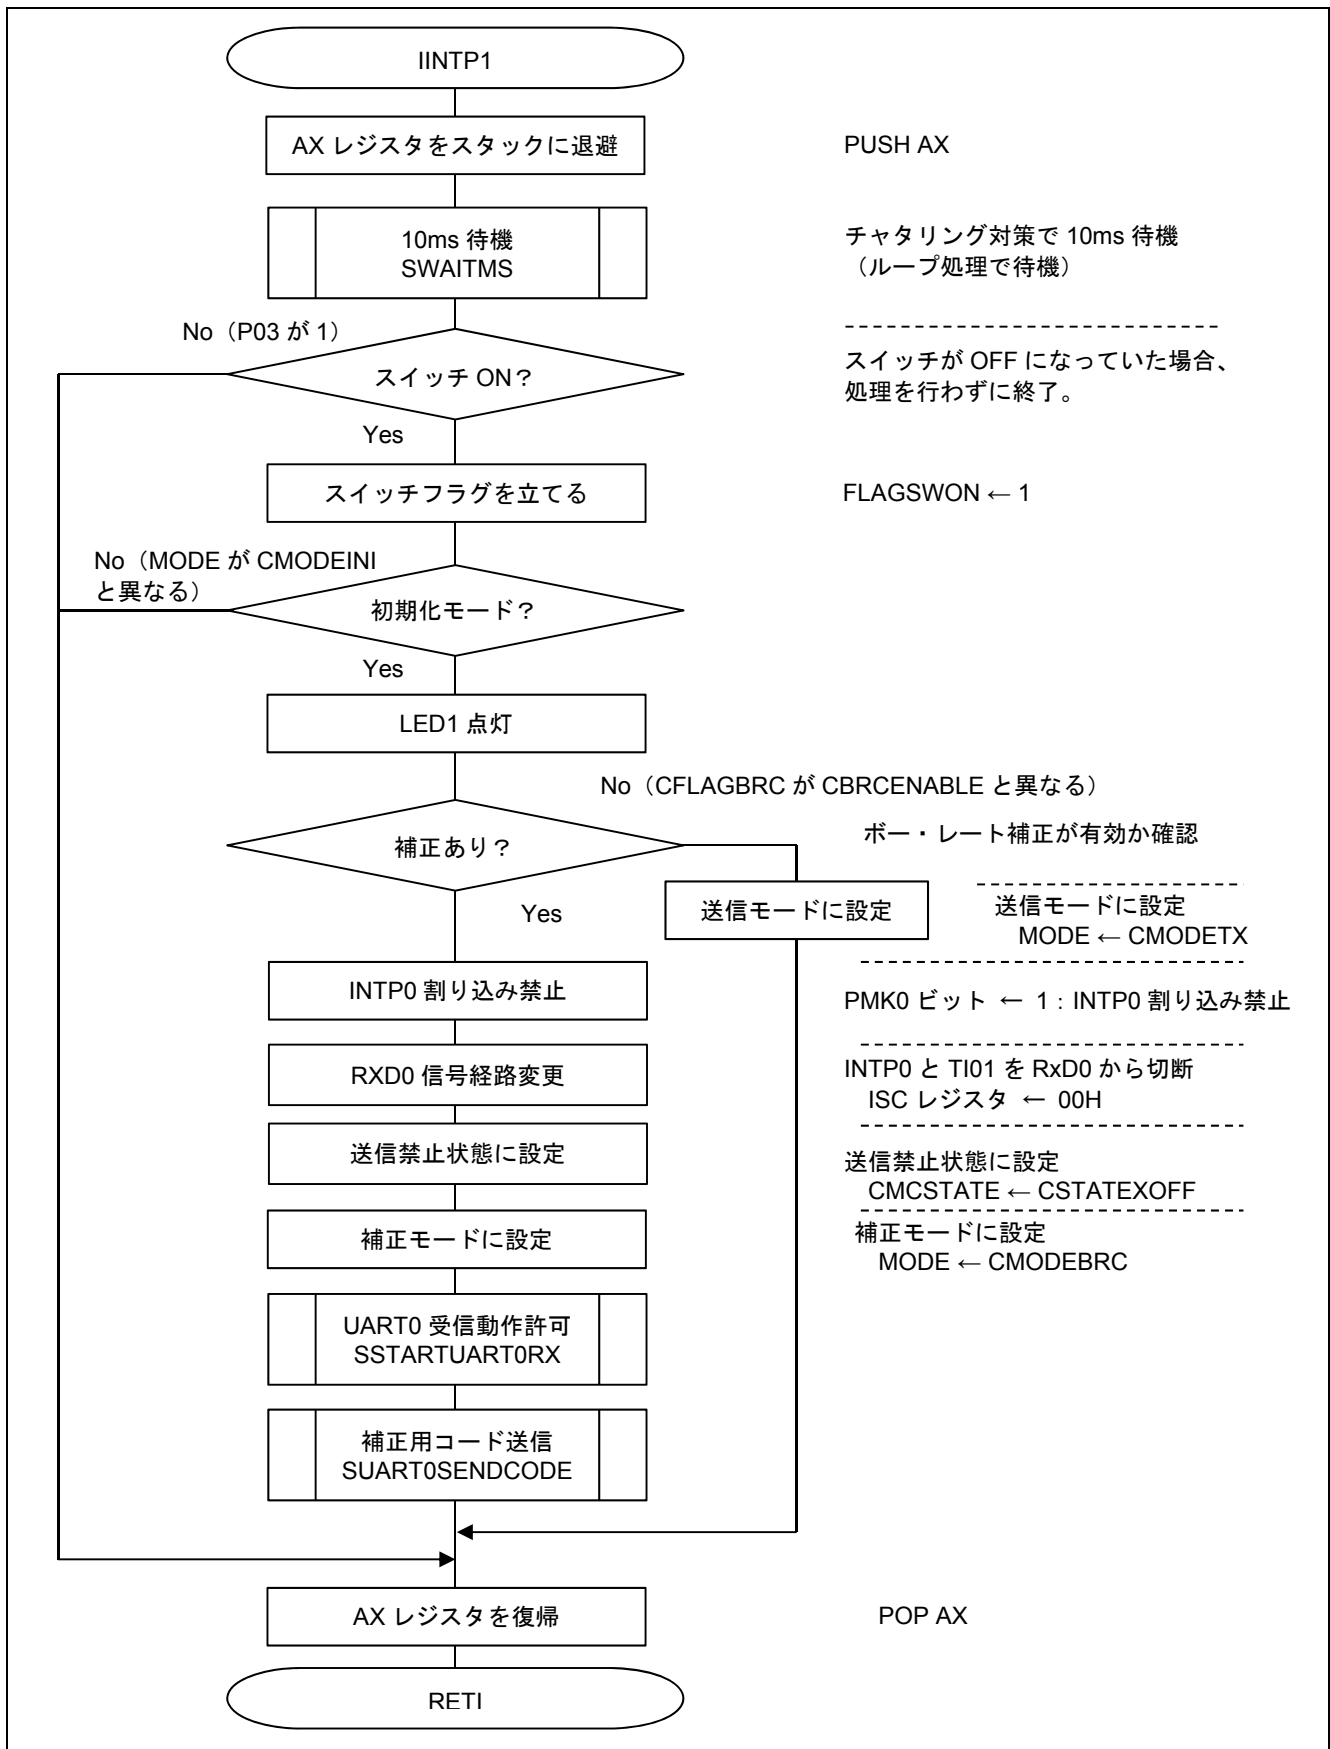 IINTP1
AX レジスタをスタックに退避
PUSH AX
10ms 待機
SWAITMS
チャタリング対策で 10ms 待機
（ループ処理で待機）
No（P03 が 1）
スイッチ ON？
スイッチが OFF になっていた場合、
処理を行わずに終了。
Yes
スイッチフラグを立てる
FLAGSWON ← 1
No（MODE が CMODEINI
と異なる）
初期化モード？
Yes
LED1 点灯
No（CFLAGBRC が CBRCENABLE と異なる）
補正あり？
ボー・レート補正が有効か確認
Yes
送信モードに設定
送信モードに設定
MODE ← CMODETX
INTP0 割り込み禁止
PMK0 ビット ← 1：INTP0 割り込み禁止
RXD0 信号経路変更
INTP0 と TI01 を RxD0 から切断
ISC レジスタ ← 00H
送信禁止状態に設定
送信禁止状態に設定
CMCSTATE ← CSTATEXOFF
補正モードに設定
補正モードに設定
MODE ← CMODEBRC
UART0 受信動作許可
SSTARTUART0RX
補正用コード送信
SUART0SENDCODE
AX レジスタを復帰
POP AX
RETI